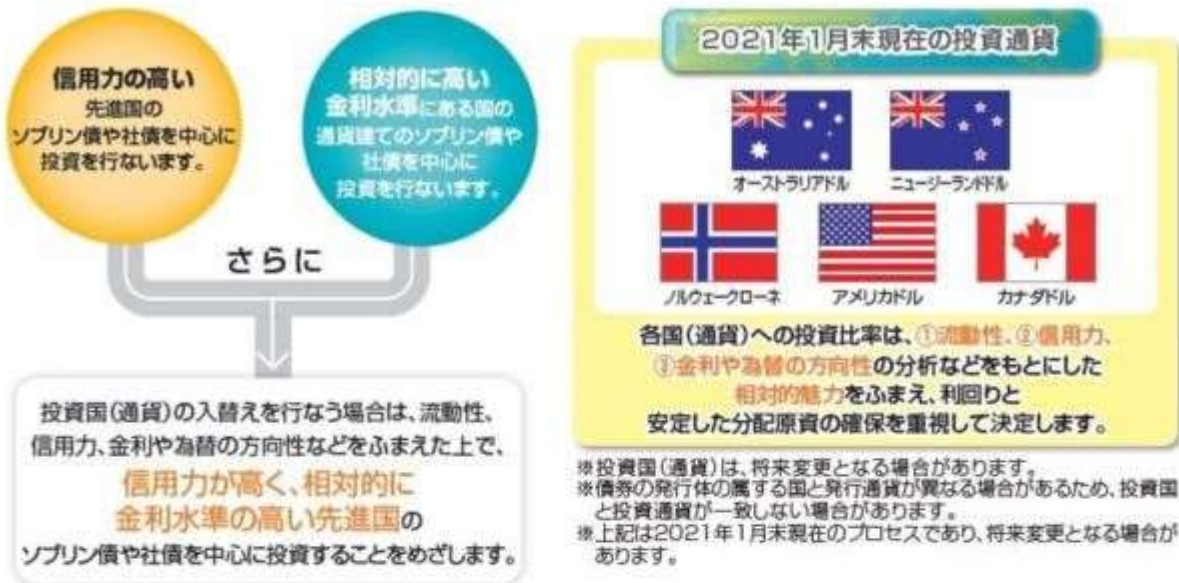 信用力の高い
先進国の
ソブリン債や社債を中心に
投資を行ないます。
相対的に高い
金利水準にある国の
通貨建てのソブリン債や
社債を中心に
投資を行ないます。
さらに
投資国(通貨)の入替えを行なう場合は、流動性、
信用力、金利や為替の方向性などをふまえた上で、
信用力が高く、相対的に
金利水準の高い先進国の
ソブリン債や社債を中心に投資することをめざします。
2021年1月末現在の投資通貨
オーストラリアドル
ニュージーランドドル
ノルウェークローネ
アメリカドル
カナダドル
各国(通貨)への投資比率は、①流動性、②信用力、
③金利や為替の方向性の分析などをもとにした
相対的魅力をふまえ、利回りと
安定した分配原資の確保を重視して決定します。
※投資国(通貨)は、将来変更となる場合があります。
※債券の発行体の属する国と発行通貨が異なる場合があるため、投資国
と投資通貨が一致しない場合があります。
※上記は2021年1月末現在のプロセスであり、将来変更となる場合が
あります。